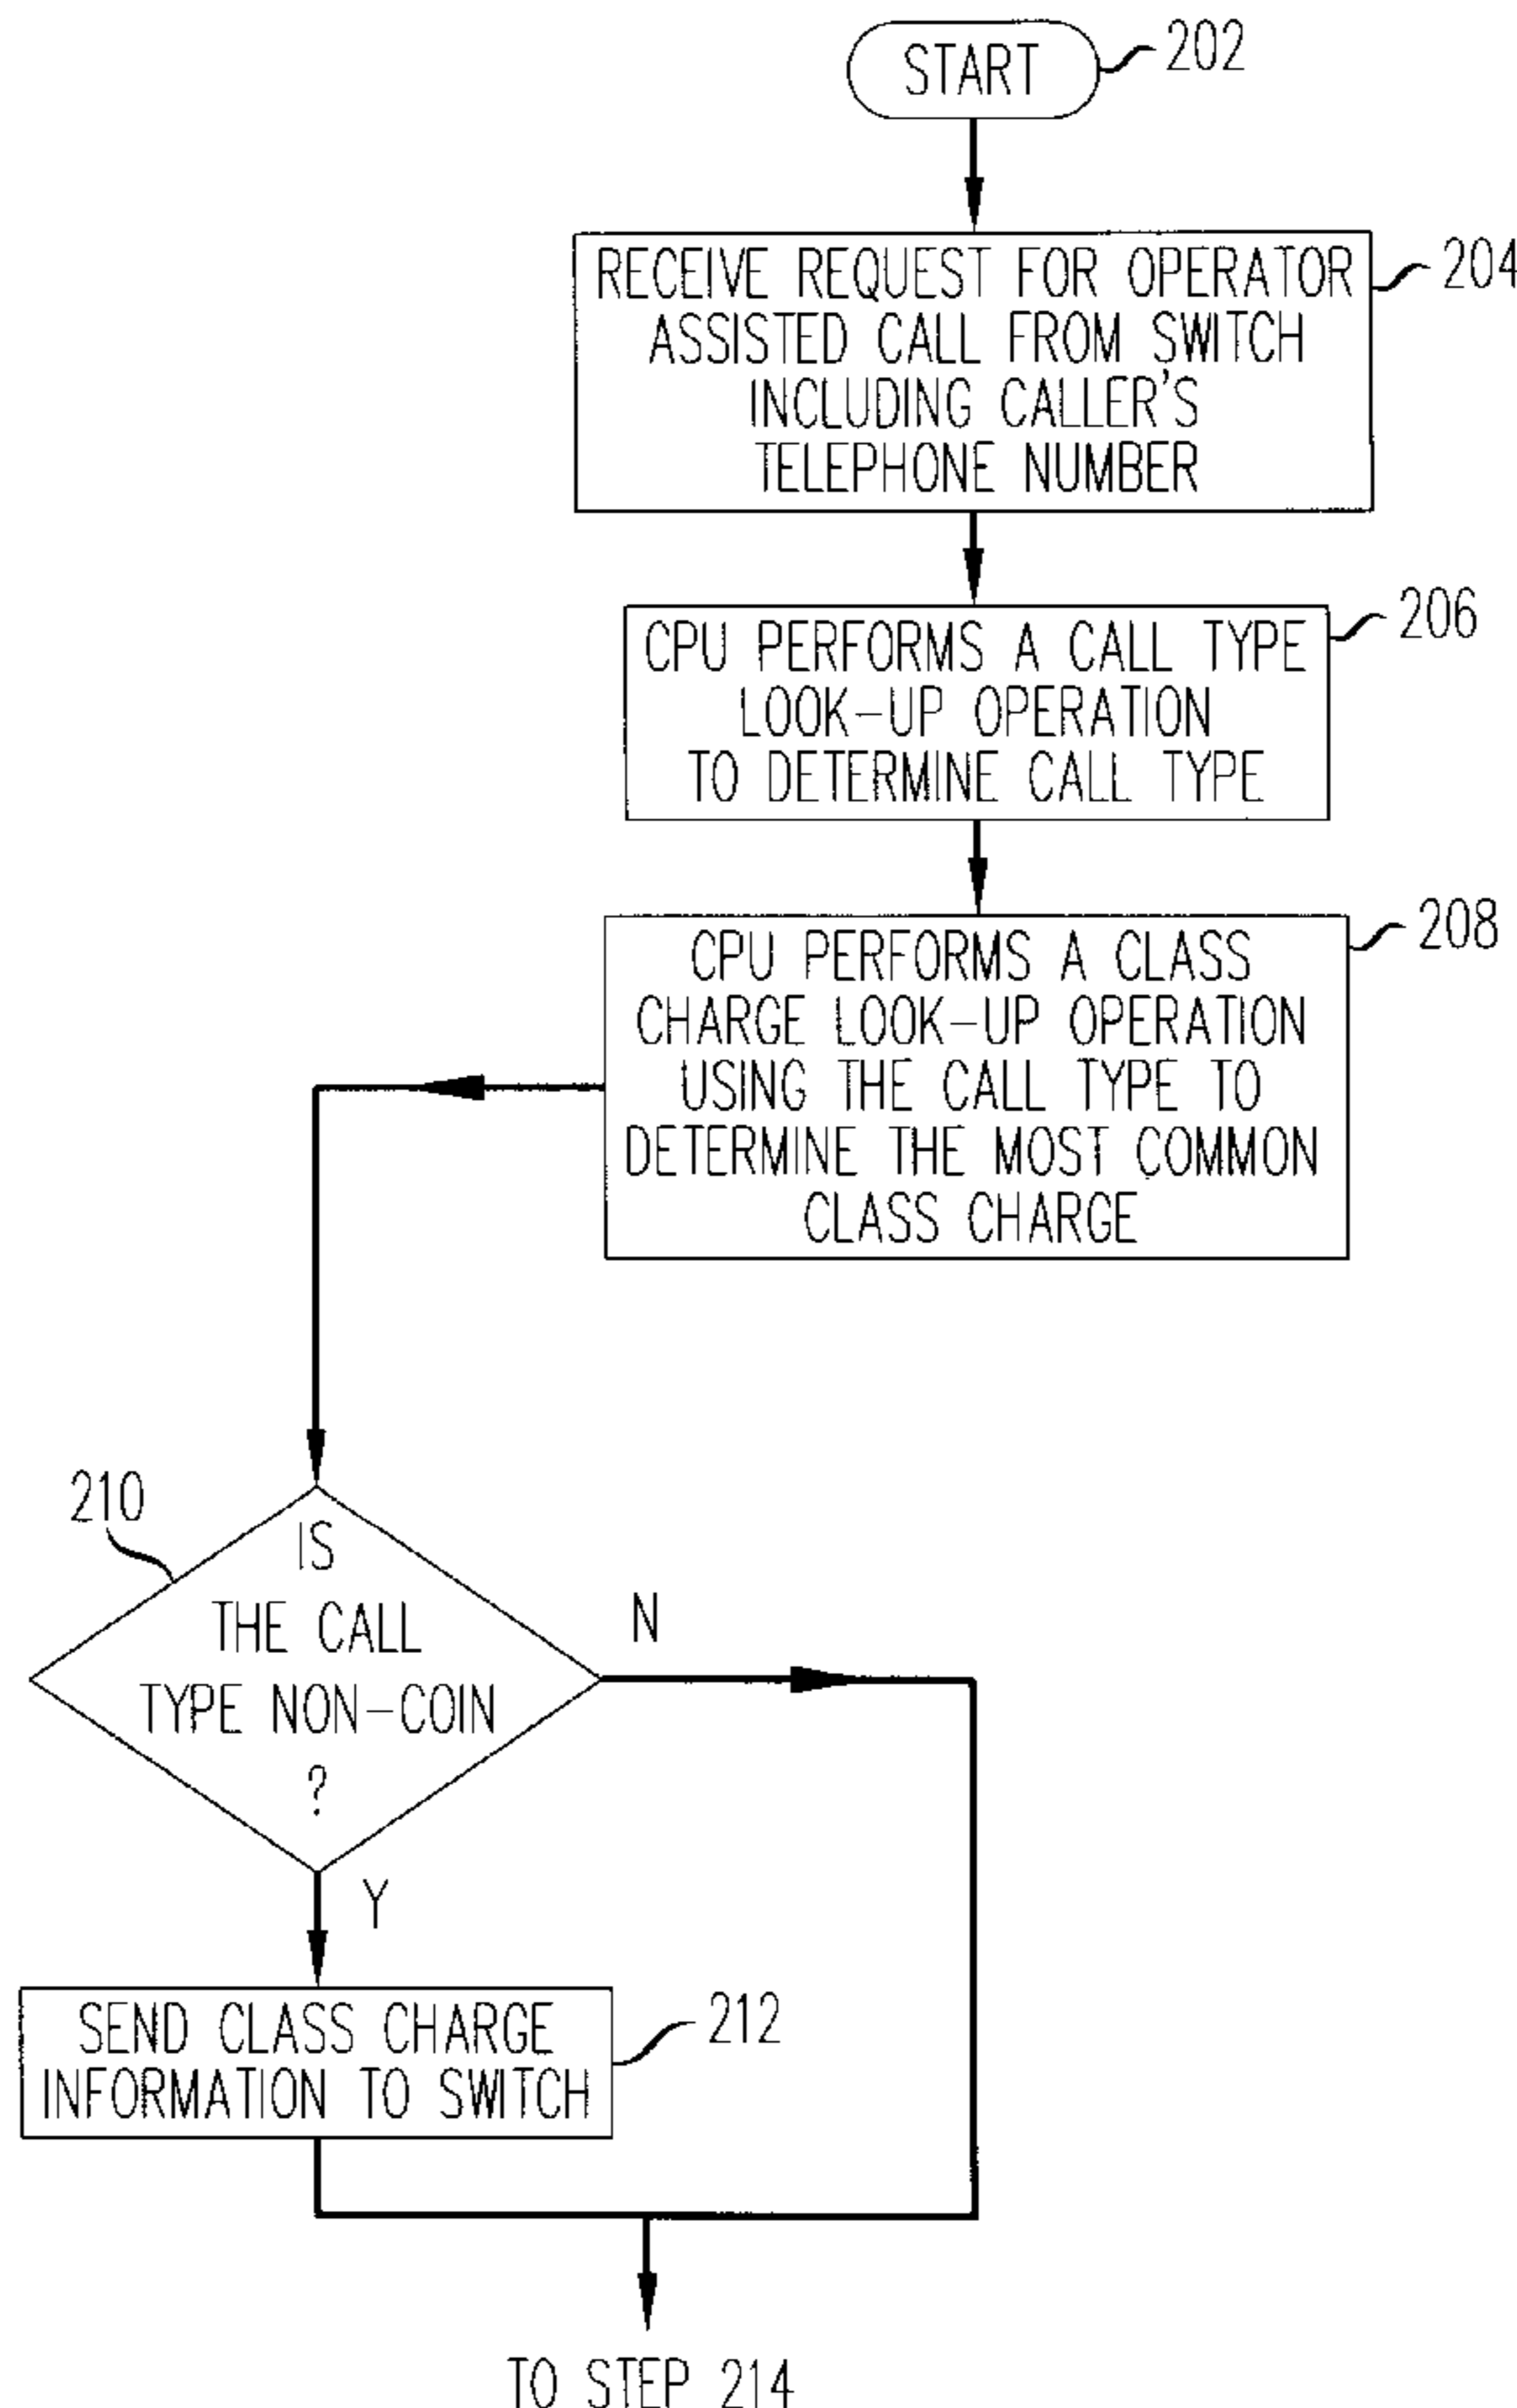 START
202
RECEIVE REQUEST FOR OPERATOR
ASSISTED CALL FROM SWITCH
INCLUDING CALLER'S
TELEPHONE NUMBER
204
CPU PERFORMS A CALL TYPE
LOOK-UP OPERATION
TO DETERMINE CALL TYPE
206
CPU PERFORMS A CLASS
CHARGE LOOK-UP OPERATION
USING THE CALL TYPE TO
DETERMINE THE MOST COMMON
CLASS CHARGE
208
210
IS
THE CALL
TYPE NON-COIN
?
N
Y
SEND CLASS CHARGE
INFORMATION TO SWITCH
212
TO STEP 214